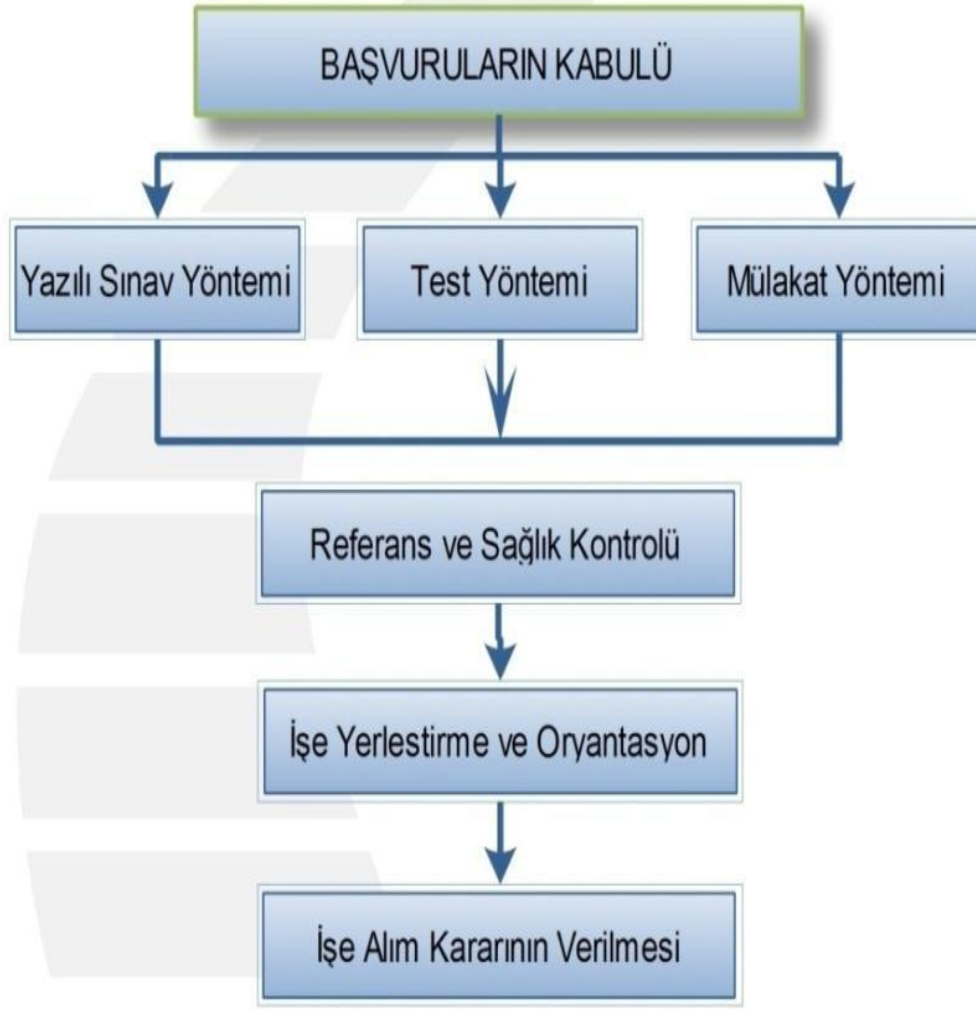 BAŞVURULARIN KABULÜ
Yazılı Sınav Yöntemi
Test Yöntemi
Mülakat Yöntemi
Referans ve Sağlık Kontrolü
İşe Yerlestirme ve Oryantasyon
İşe Alım Kararının Verilmesi